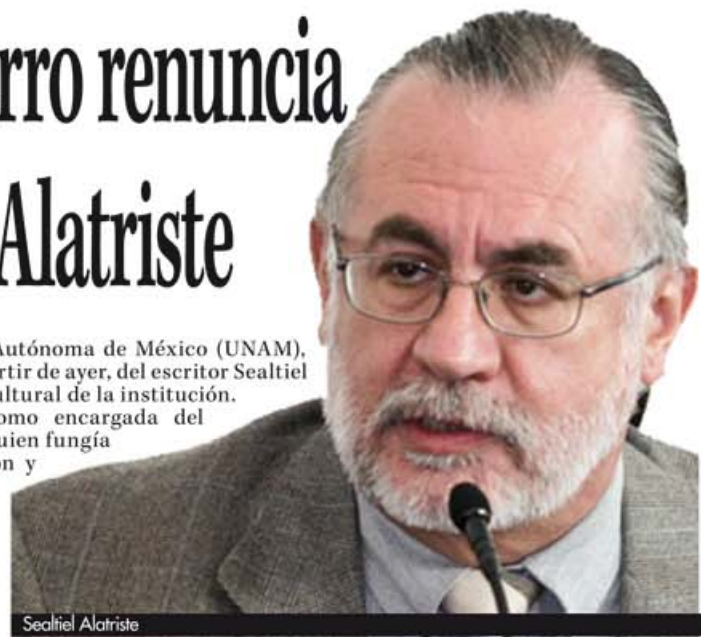 rro renuncia
Alatriste
Autónoma de México (UNAM),
rtir de ayer, del escritor Sealtiel
ultural de la institución.
omo encargada del
uien fungía
n y
Sealtiel Alatriste